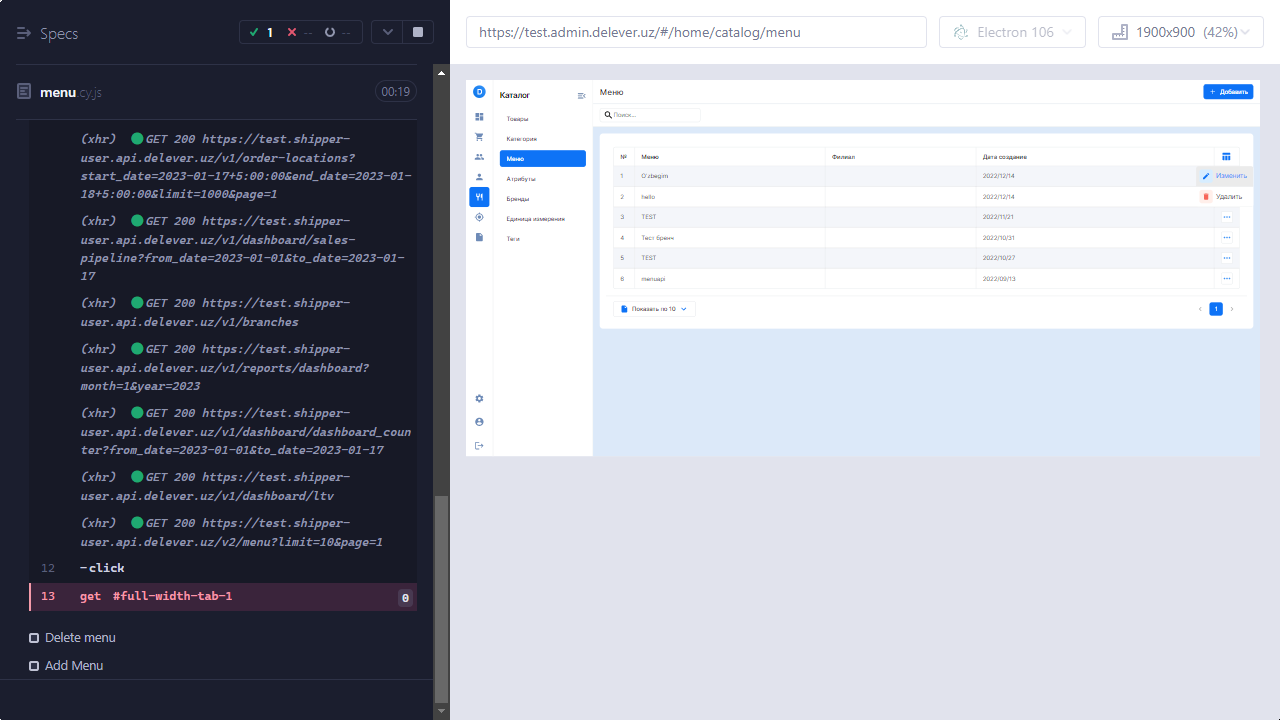 Specs
1
--
--
menu.cy.js
00:19
(xhr) GET 200 https://test.shipper-
user.api.delever.uz/v1/order-locations?
start_date=2023-01-17+5:00:00&end_date=2023-01-
18+5:00:00&limit=1000&page=1
(xhr) GET 200 https://test.shipper-
user.api.delever.uz/v1/dashboard/sales-
pipeline?from_date=2023-01-01&to_date=2023-01-
17
(xhr) GET 200 https://test.shipper-
user.api.delever.uz/v1/branches
(xhr) GET 200 https://test.shipper-
user.api.delever.uz/v1/reports/dashboard?
month=1&year=2023
(xhr) GET 200 https://test.shipper-
user.api.delever.uz/v1/dashboard/dashboard_coun
ter?from_date=2023-01-01&to_date=2023-01-17
(xhr) GET 200 https://test.shipper-
user.api.delever.uz/v1/dashboard/ltv
(xhr) GET 200 https://test.shipper-
user.api.delever.uz/v2/menu?limit=10&page=1
12 -click
13 get #full-width-tab-1 0
Delete menu
Add Menu
https://test.admin.delever.uz/#/home/catalog/menu
Electron 106
1900x900 (42%)
D
Каталог
Товары
Категория
Меню
Атрибуты
Бренды
Единица измерения
Теги
Меню
+ Добавить
Поиск...
№ Меню Филиал Дата создания
1 O'zbegim 2022/12/14 Изменить
2 hello 2022/12/14 Удалить
3 TEST 2022/11/21
4 Тест бренч 2022/10/31
5 TEST 2022/10/27
6 menuapi 2022/09/13
Показать по 10
1